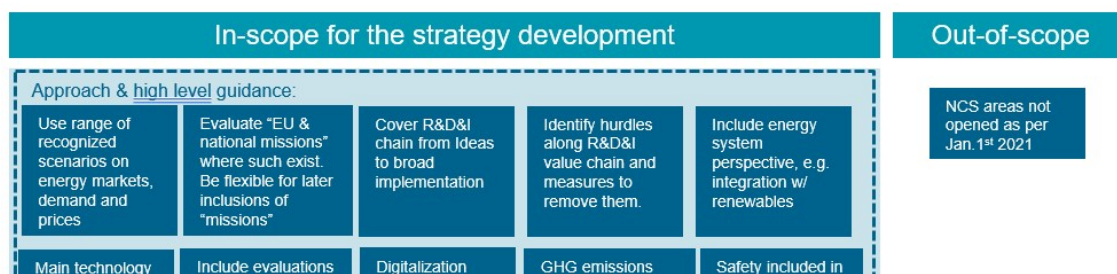 In-scope for the strategy development
Out-of-scope
Approach & high level guidance:
Use range of
recognized
scenarios on
energy markets,
demand and
prices
Evaluate “EU &
national missions”
where such exist.
Be flexible for later
inclusions of
“missions”
Cover R&D&I
chain from Ideas
to broad
implementation
Identify hurdles
along R&D&I
value chain and
measures to
remove them.
Include energy
system
perspective, e.g.
integration w/
renewables
NCS areas not
opened as per
Jan.1st 2021
Main technology
Include evaluations
Digitalization
GHG emissions
Safety included in